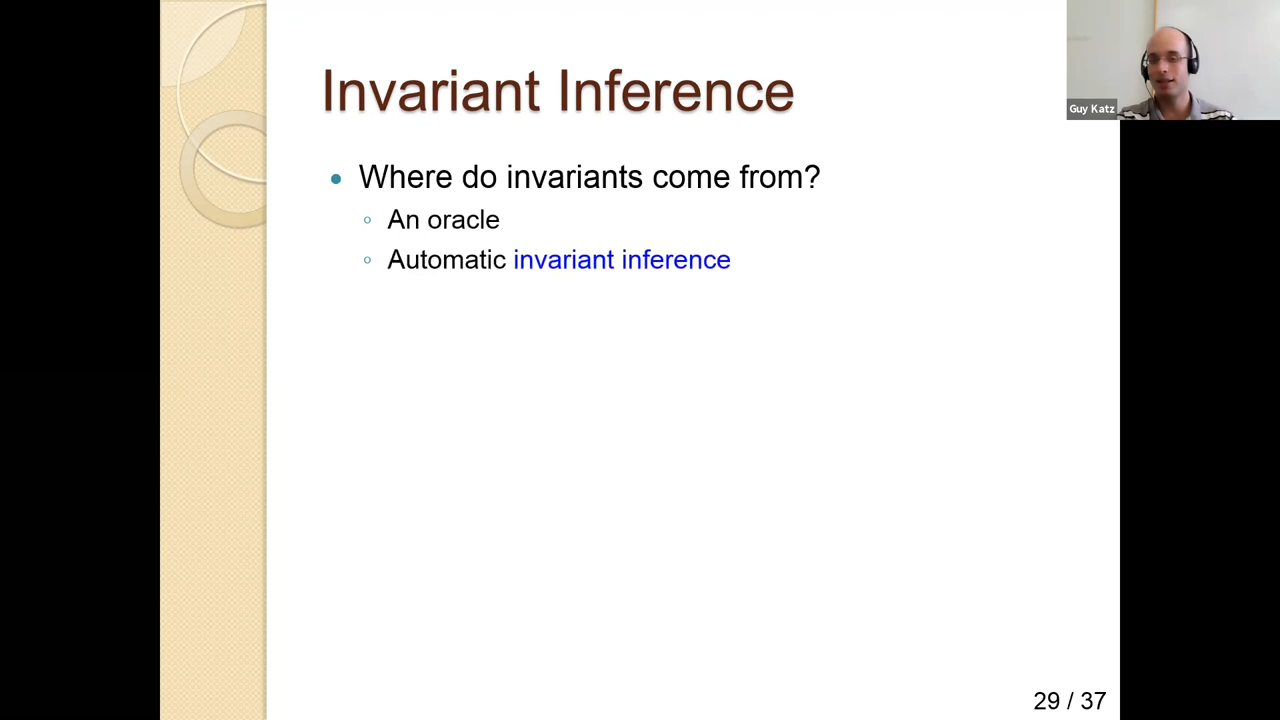 Invariant Inference
Guy Katz
Where do invariants come from?
An oracle
Automatic invariant inference
29 / 37